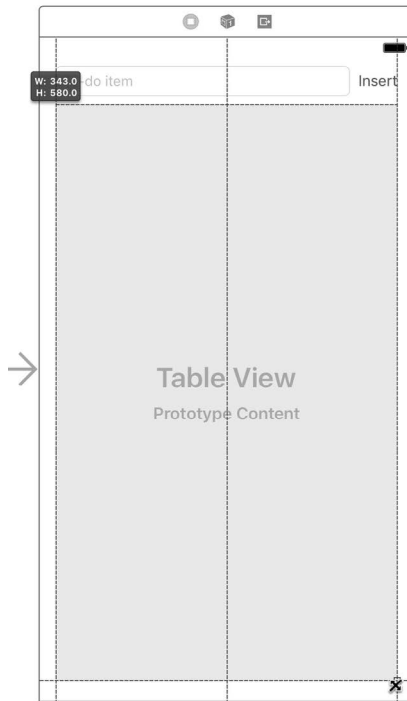 W: 343.0
H: 580.0
-do item
Insert
Table View
Prototype Content